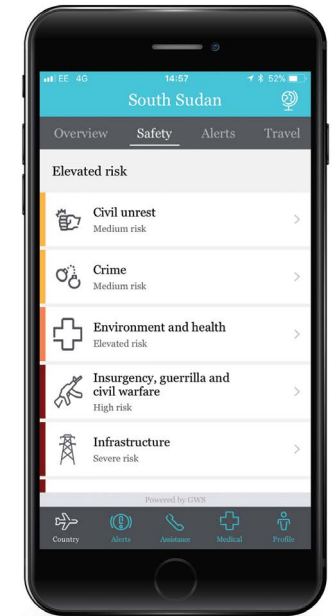 EE 4G 14:57 52%
South Sudan
Overview Safety Alerts Travel
Elevated risk
Civil unrest
Medium risk
Crime
Medium risk
Environment and health
Elevated risk
Insurgency, guerrilla and
civil warfare
High risk
Infrastructure
Severe risk
Powered by GWS
Country Alerts Assistance Medical Profile